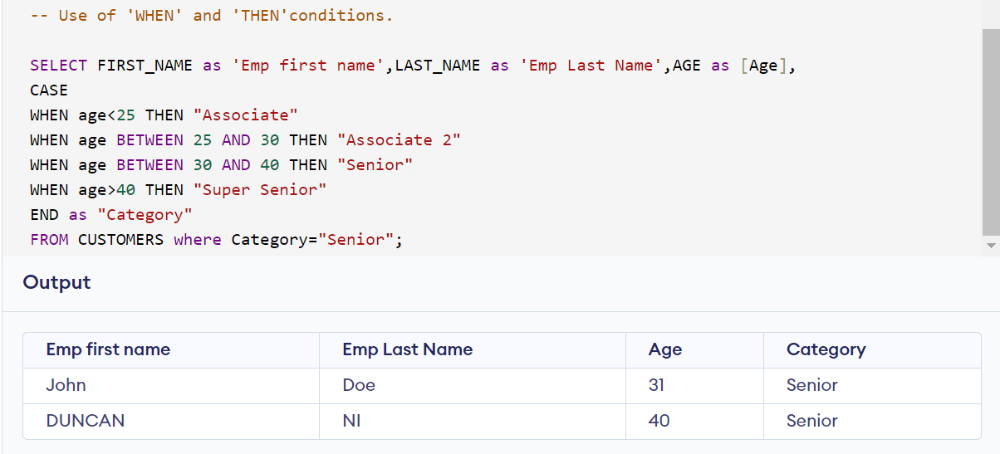 -- Use of 'WHEN' and 'THEN'conditions.
SELECT FIRST_NAME as 'Emp first name',LAST_NAME as 'Emp Last Name',AGE as [Age],
CASE
WHEN age<25 THEN "Associate"
WHEN age BETWEEN 25 AND 30 THEN "Associate 2"
WHEN age BETWEEN 30 AND 40 THEN "Senior"
WHEN age>40 THEN "Super Senior"
END as "Category"
FROM CUSTOMERS where Category="Senior";
Output
Emp first name Emp Last Name Age Category
John Doe 31 Senior
DUNCAN NI 40 Senior